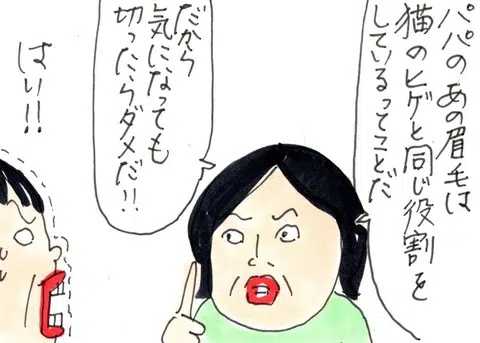 パパのあの眉毛は
猫のヒゲと同じ役割を
しているってことだ
だから
気になっても
切ったらダメだ!!
はい!!